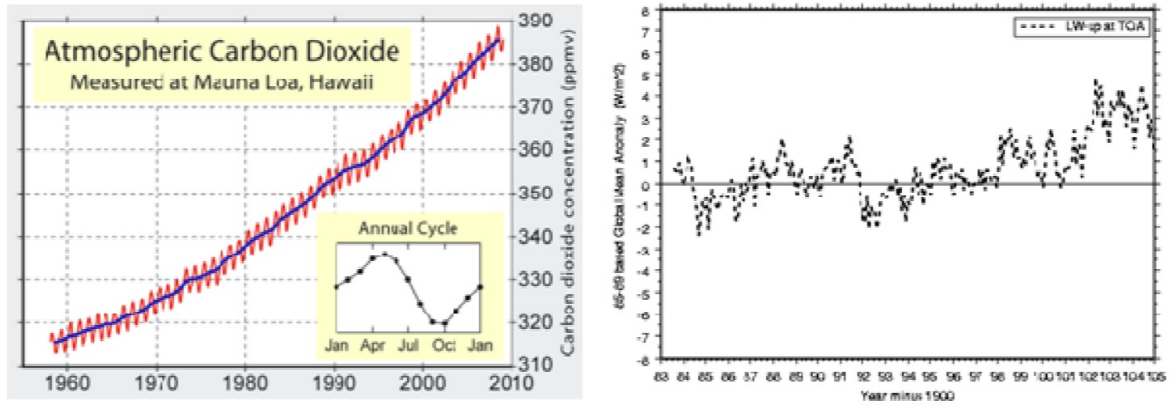 Atmospheric Carbon Dioxide
Measured at Mauna Loa, Hawaii
390
380
370
360
350
340
330
320
310
Carbon dioxide concentration (ppmv)
Annual Cycle
Jan Apr Jul Oct Jan
1960 1970 1980 1990 2000 2010
LW-up at TOA
8
7
6
5
4
3
2
1
0
-1
-2
-3
-4
-5
-6
-7
-8
85-89 based Global Mean Anomaly (W/m^2)
83 84 85 86 87 88 89 90 91 92 93 94 95 96 97 98 99 100 101 102 103 104 105
Year minus 1900